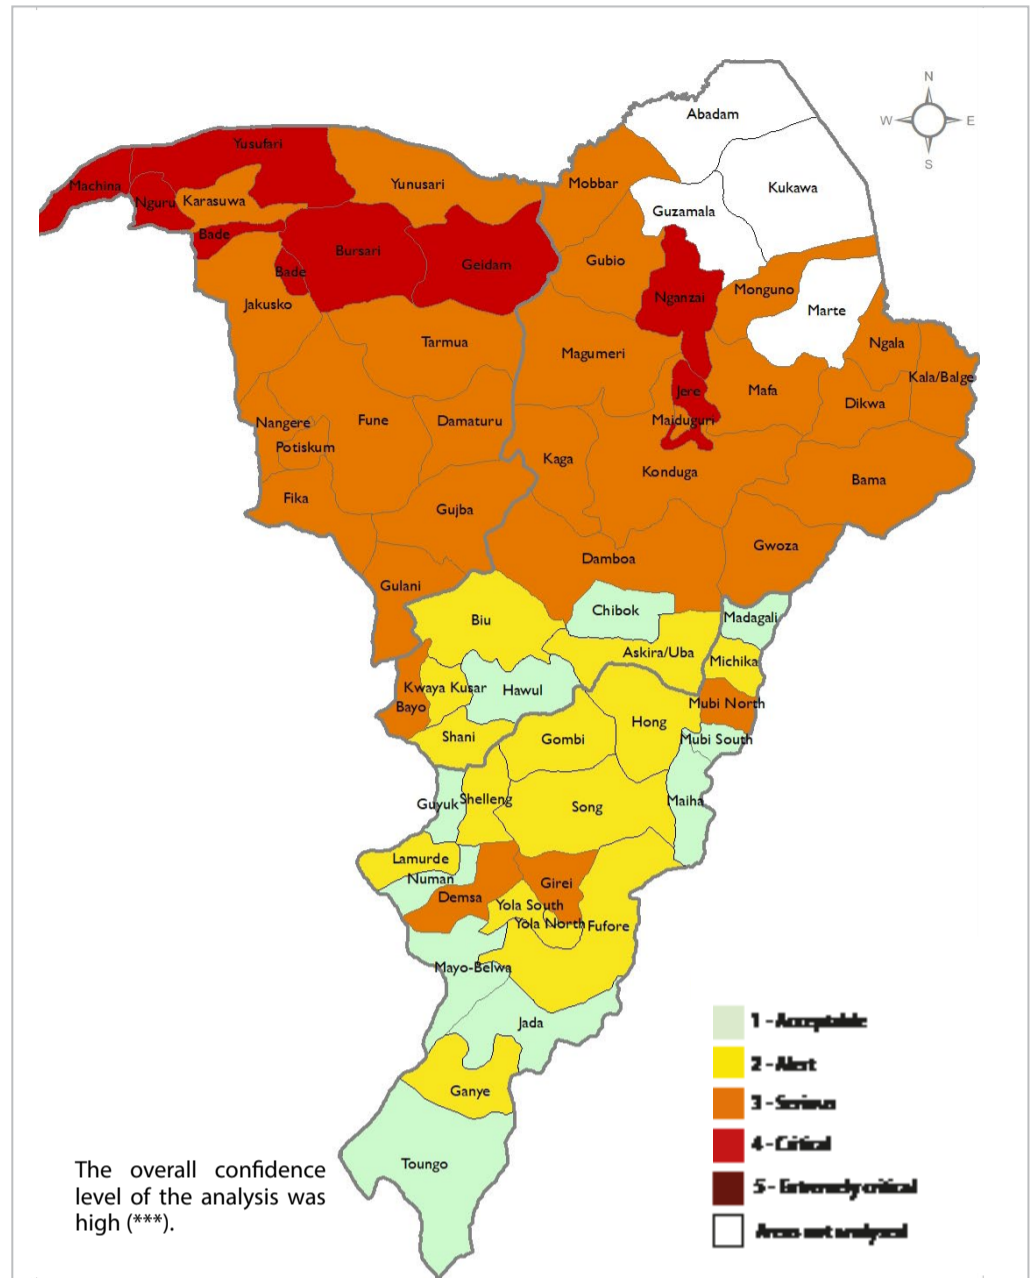 N
Abadam
W E
S
Yusufari
Machina
Yunusari
Mobbar
Kukawa
Nguru
Karasuwa
Guzamala
Bade
Bursari
Geidam
Gubio
Bade
Nganzai
Monguno
Jakusko
Marte
Tarmua
Magumeri
Ngala
Kala/Balge
Jere
Mafa
Dikwa
Nangere
Fune
Damaturu
Maiduguri
Potiskum
Kaga
Konduga
Bama
Fika
Gujba
Gwoza
Damboa
Gulani
Chibok
Biu
Madagali
Askira/Uba
Michika
Kwaya Kusar
Hawul
Bayo
Mubi North
Hong
Shani
Gombi
Mubi South
Guyuk
Shelleng
Song
Maiha
Lamurde
Numan
Girei
Demsa
Yola South
Yola North
Fufore
Mayo-Belwa
Jada
Ganye
Toungo
1 - Acceptable
2 - Alert
3 - Serious
4 - Critical
5 - Extremely critical
Areas not analysed
The overall confidence
level of the analysis was
high (***).